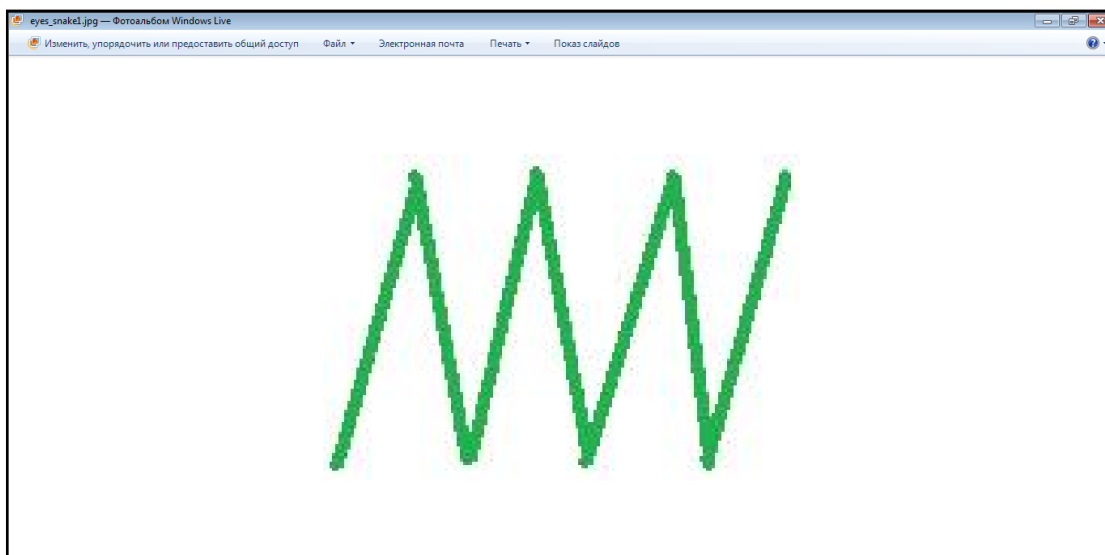 eyes_snake1.jpg — Фотоальбом Windows Live
Изменить, упорядочить или предоставить общий доступ Файл Электронная почта Печать Показ слайдов